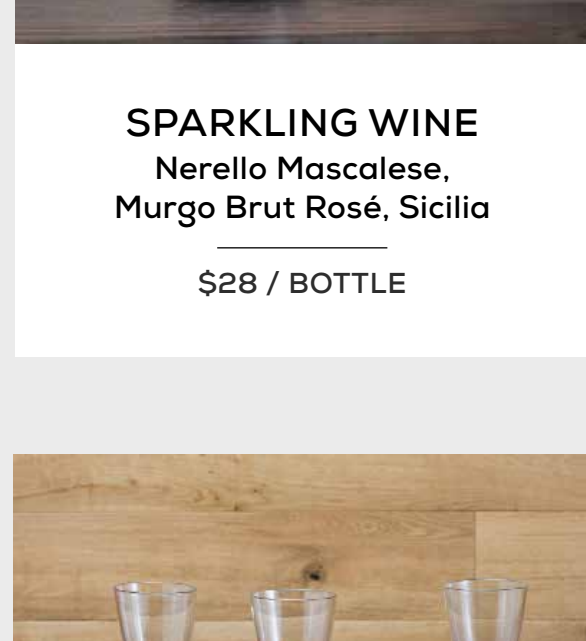 SPARKLING WINE
Nerello Mascalese,
Murgo Brut Rosé, Sicilia
$28 / BOTTLE